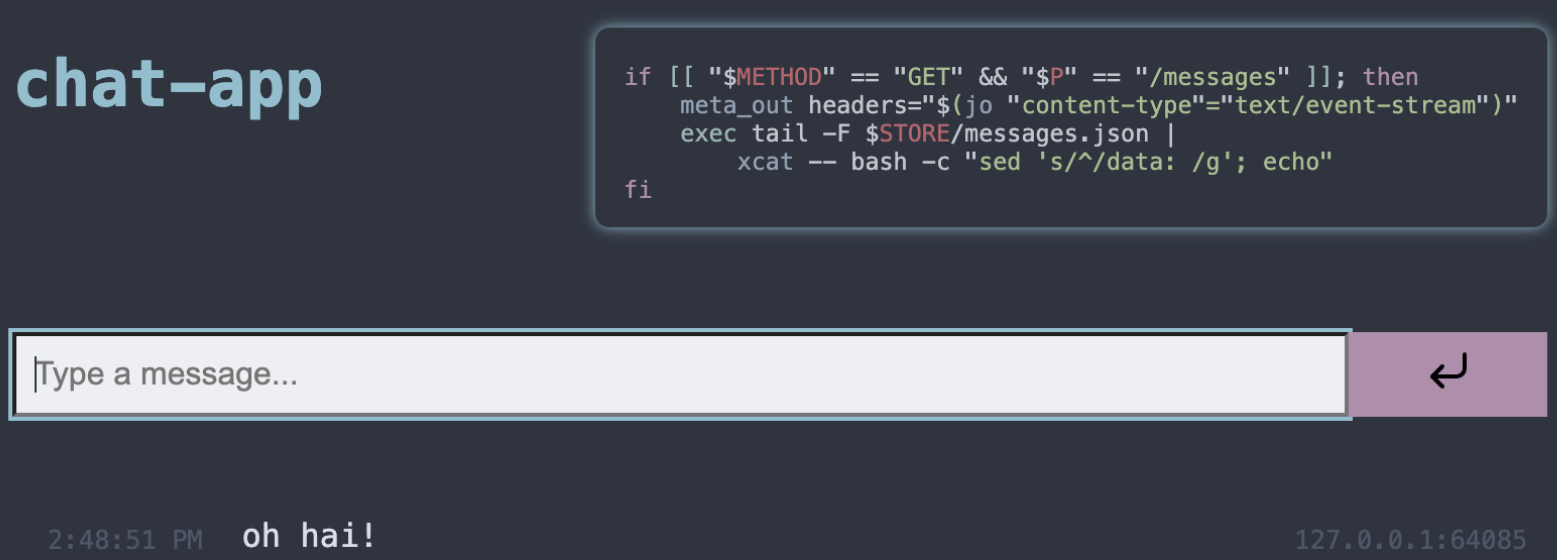 chat-app
if [[ "$METHOD" == "GET" && "$P" == "/messages" ]]; then
    meta_out headers="$(jo "content-type"="text/event-stream")"
    exec tail -F $STORE/messages.json |
        xcat -- bash -c "sed 's/^/data: /g'; echo"
fi
Type a message...
2:48:51 PM oh hai! 127.0.0.1:64085